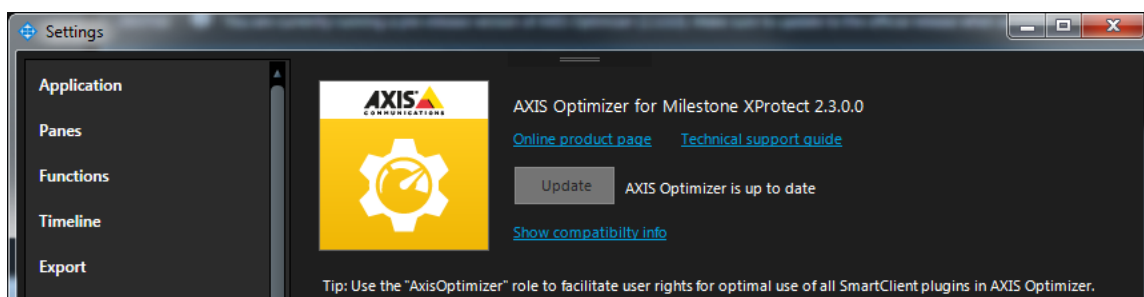 Settings
Application
Panes
Functions
Timeline
Export
AXIS
COMMUNICATIONS
AXIS Optimizer for Milestone XProtect 2.3.0.0
Online product page Technical support guide
Update AXIS Optimizer is up to date
Show compatibilty info
Tip: Use the "AxisOptimizer" role to facilitate user rights for optimal use of all SmartClient plugins in AXIS Optimizer.